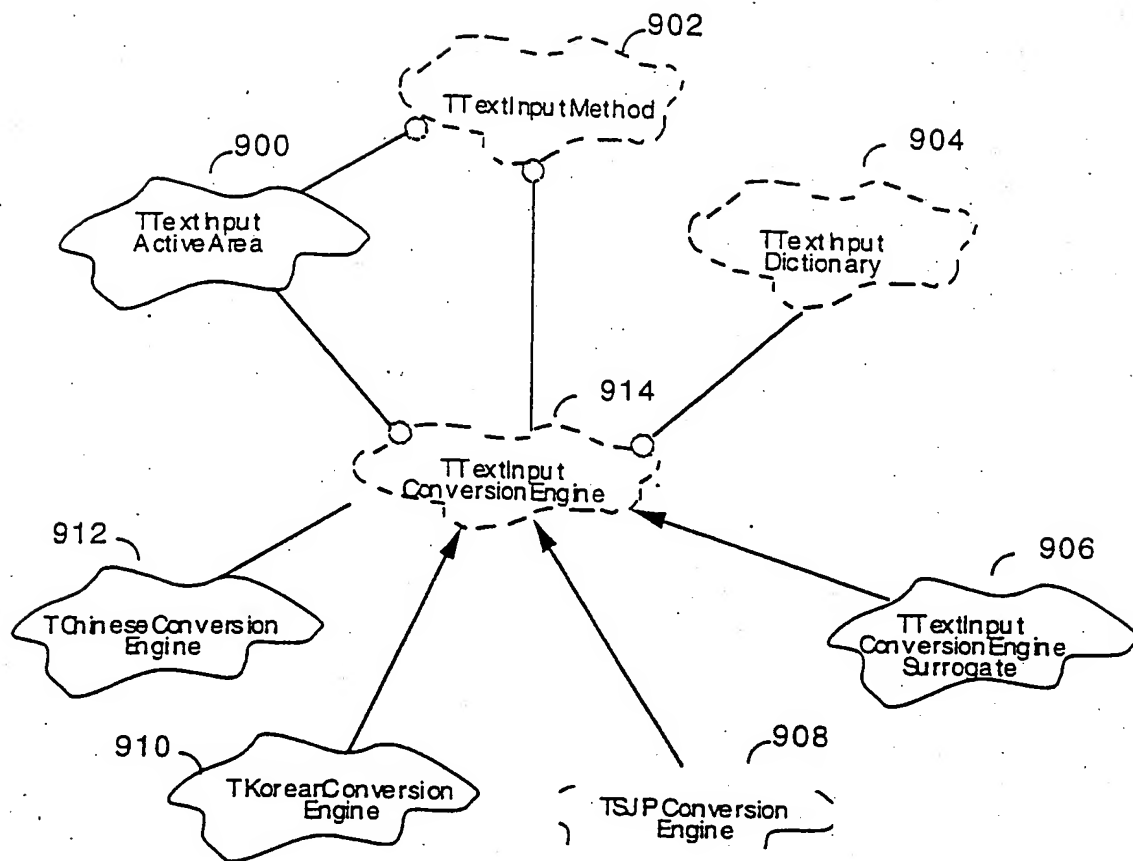 902
TTextInputMethod
900
904
TTextInput
ActiveArea
TTextInput
Dictionary
914
TTextInput
ConversionEngine
912
906
TChineseConversion
Engine
TTextInput
ConversionEngine
Surrogate
910
908
TKoreanConversion
Engine
TSJPConversion
Engine